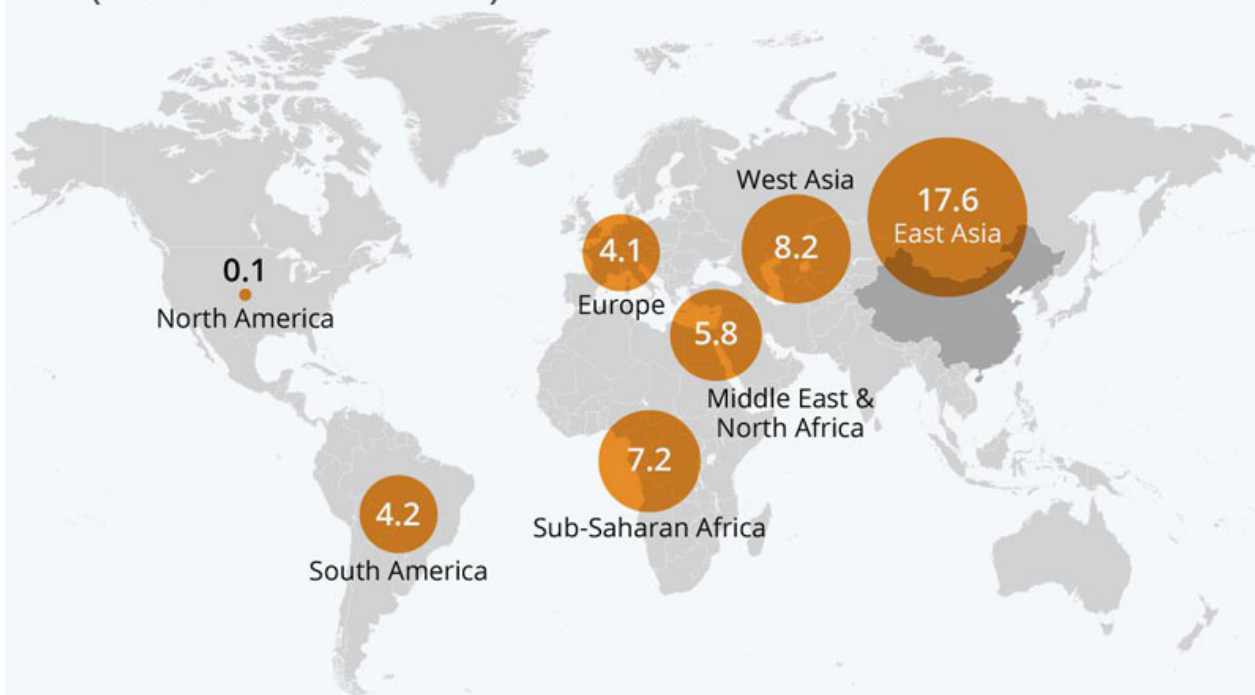 West Asia
17.6
East Asia
8.2
4.1
Europe
0.1
North America
5.8
Middle East &
North Africa
7.2
Sub-Saharan Africa
4.2
South America